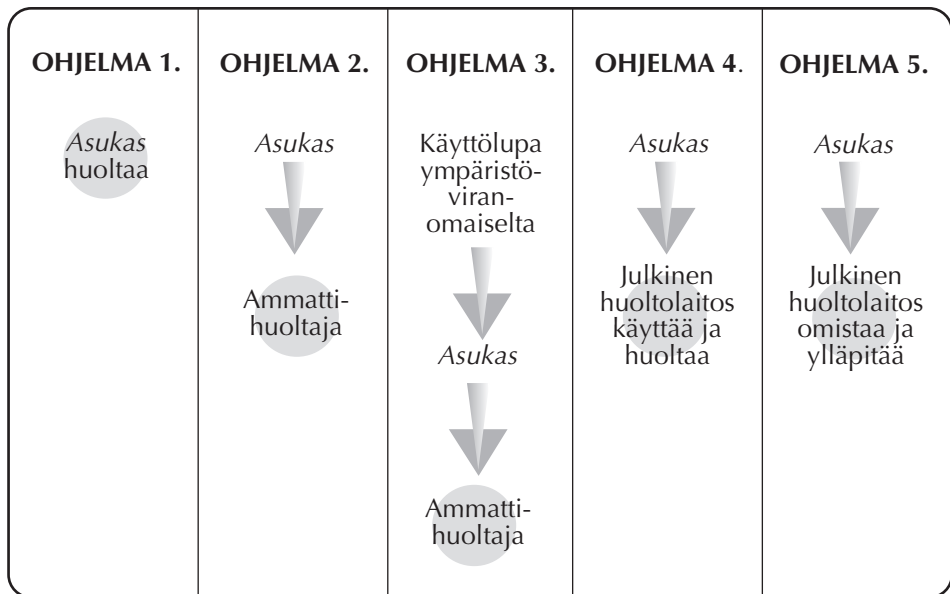 OHJELMA 1.
Asukas
huoltaa
OHJELMA 2.
Asukas
Ammatti-
huoltaja
OHJELMA 3.
Käyttölupa
ympäristö-
viran-
omaiselta
Asukas
Ammatti-
huoltaja
OHJELMA 4.
Asukas
Julkinen
huoltolaitos
käyttää ja
huoltaa
OHJELMA 5.
Asukas
Julkinen
huoltolaitos
omistaa ja
ylläpitää